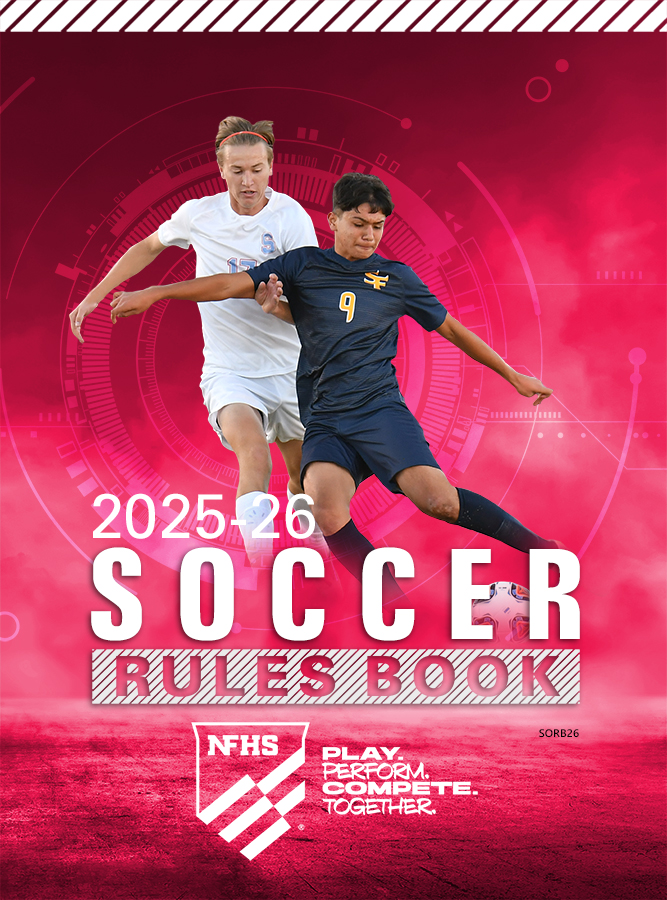 9
2025-26
SOCCER
RULES BOOK
SORB26
NFHS
®
PLAY.
PERFORM.
COMPETE.
TOGETHER.